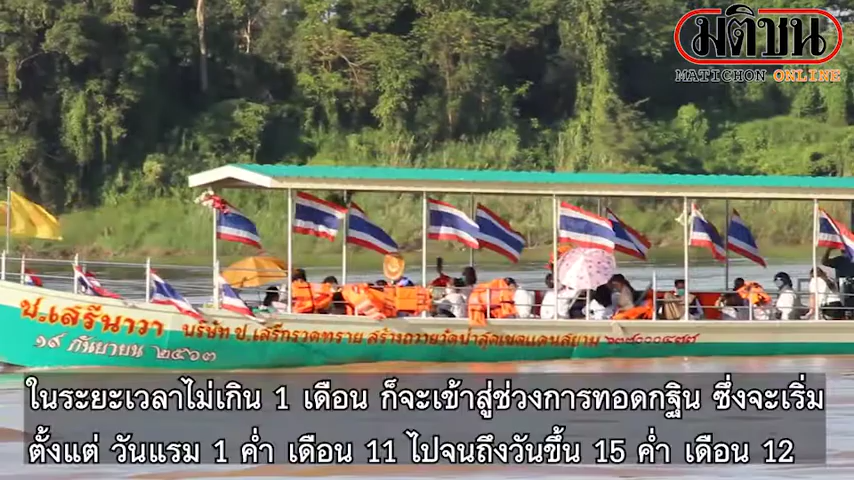 มติชน
MATICHON ONLINE
ป.เสรีนาวา
๑๙ กันยายน ๒๕๖๓
บริษัท ป.เสรีกรวดทราย สร้างถวายวัดป่าสุดเขตแดนสยาม
ในระยะเวลาไม่เกิน 1 เดือน ก็จะเข้าสู่ช่วงการทอดกฐิน ซึ่งจะเริ่ม
ตั้งแต่ วันแรม 1 ค่ำ เดือน 11 ไปจนถึงวันขึ้น 15 ค่ำ เดือน 12